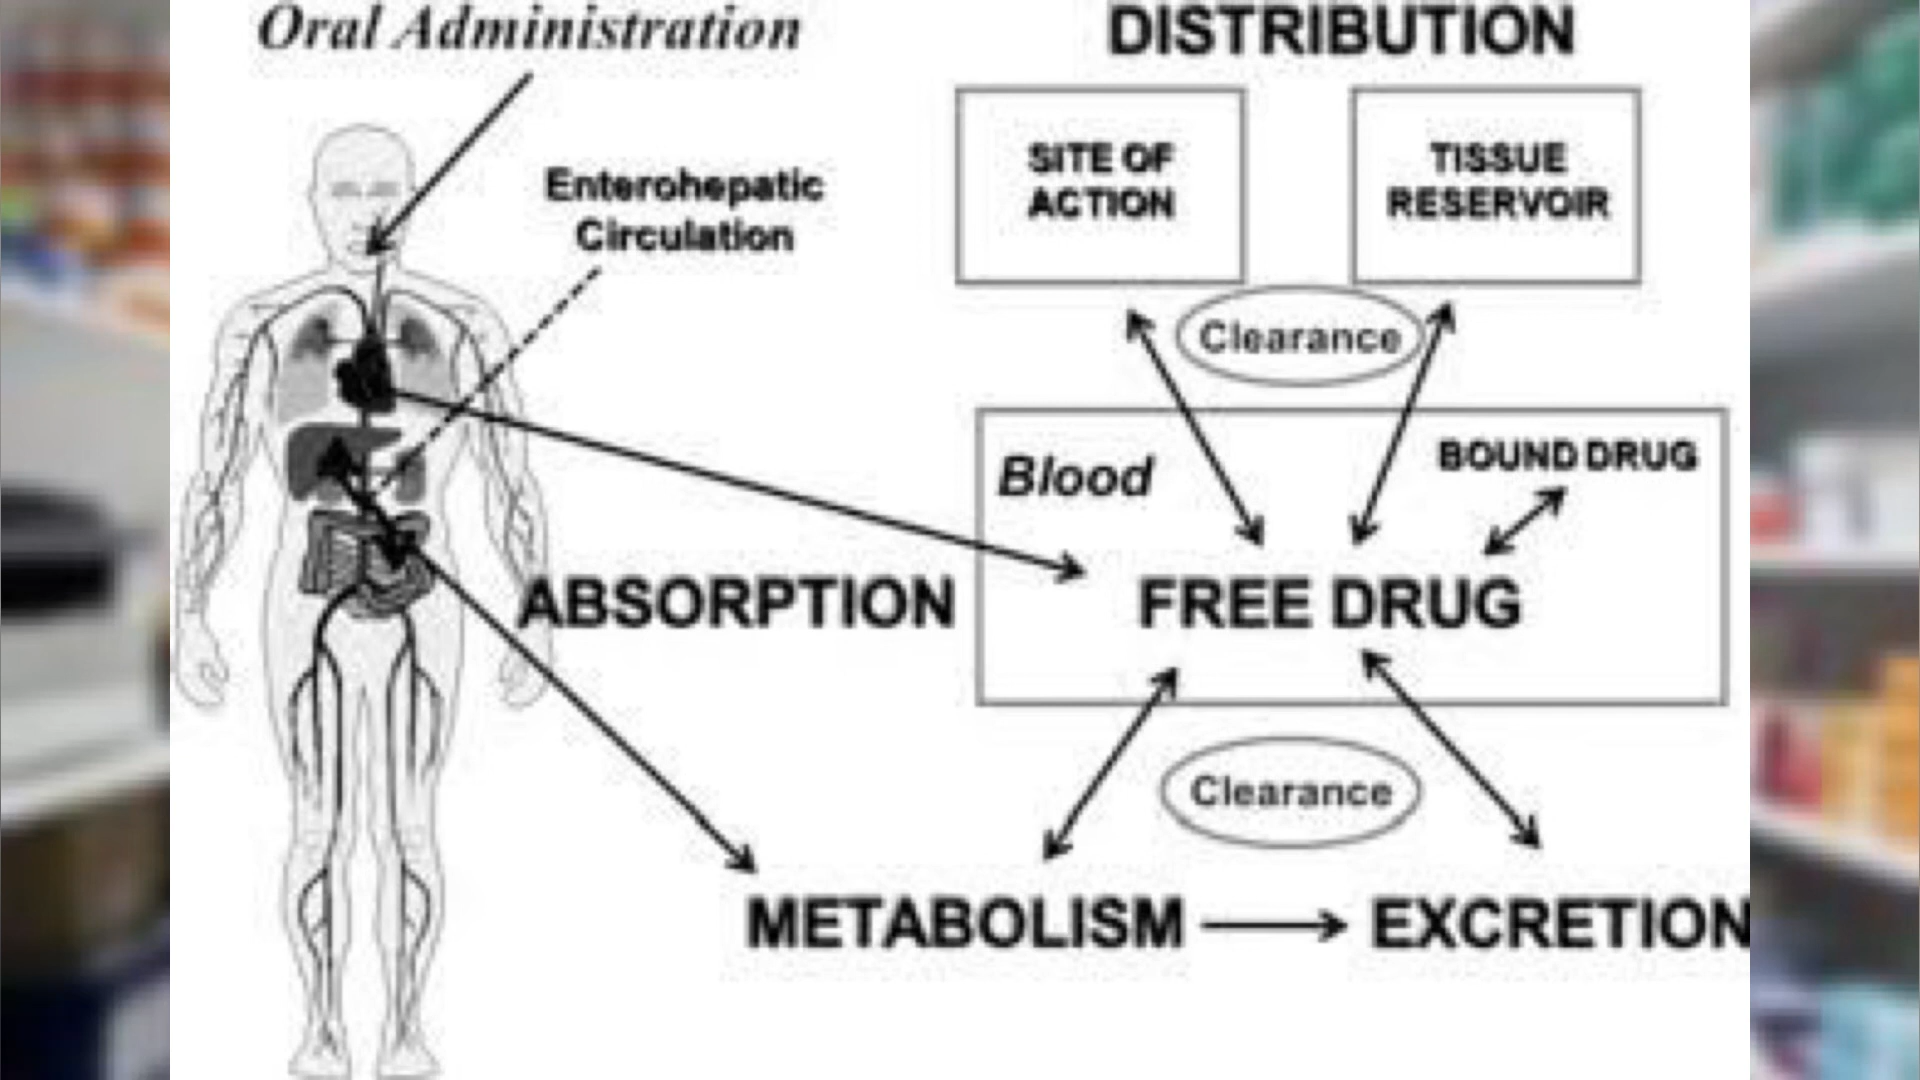 Oral Administration
Enterohepatic
Circulation
ABSORPTION
DISTRIBUTION
SITE OF
ACTION
TISSUE
RESERVOIR
Clearance
Blood
BOUND DRUG
FREE DRUG
Clearance
METABOLISM
EXCRETION